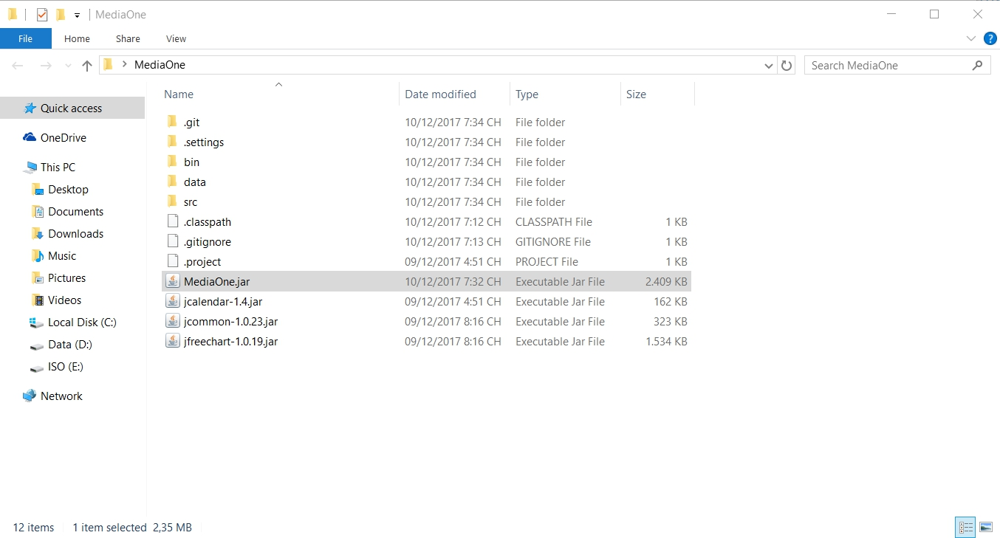 MediaOne
File Home Share View
MediaOne Search MediaOne
Name Date modified Type Size
Quick access
OneDrive
This PC
Desktop
Documents
Downloads
Music
Pictures
Videos
Local Disk (C:)
Data (D:)
ISO (E:)
Network
.git 10/12/2017 7:34 CH File folder
.settings 10/12/2017 7:34 CH File folder
bin 10/12/2017 7:34 CH File folder
data 10/12/2017 7:34 CH File folder
src 10/12/2017 7:34 CH File folder
.classpath 10/12/2017 7:12 CH CLASSPATH File 1 KB
.gitignore 10/12/2017 7:13 CH GITIGNORE File 1 KB
.project 09/12/2017 4:51 CH PROJECT File 1 KB
MediaOne.jar 10/12/2017 7:32 CH Executable Jar File 2.409 KB
jcalendar-1.4.jar 09/12/2017 4:51 CH Executable Jar File 162 KB
jcommon-1.0.23.jar 09/12/2017 8:16 CH Executable Jar File 323 KB
jfreechart-1.0.19.jar 09/12/2017 8:16 CH Executable Jar File 1.534 KB
12 items 1 item selected 2,35 MB